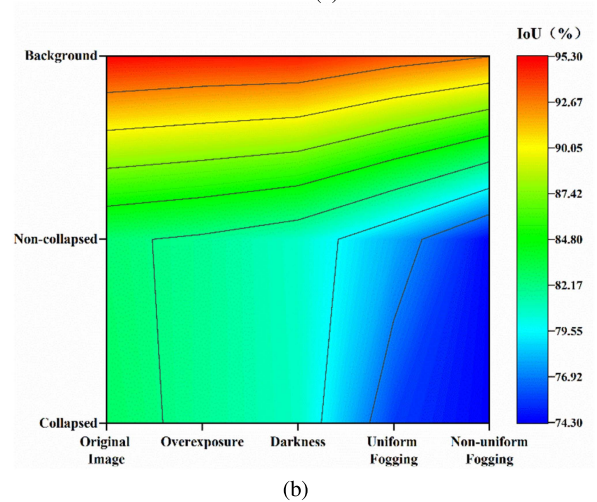 IoU（%）
Background
Non-collapsed
Collapsed
95.30
92.67
90.05
87.42
84.80
82.17
79.55
76.92
74.30
Original
Image
Overexposure
Darkness
Uniform
Fogging
Non-uniform
Fogging
(b)